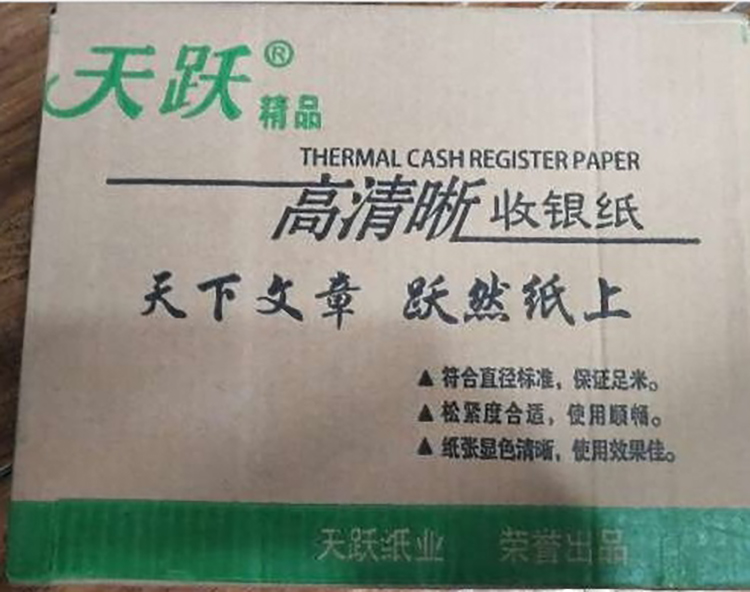 天跃®
精品
THERMAL CASH REGISTER PAPER
高清晰 收银纸
天下文章 跃然纸上
▲符合直径标准，保证足米。
▲松紧度合适，使用顺畅。
▲纸张显色清晰，使用效果佳。
天跃纸业 荣誉出品